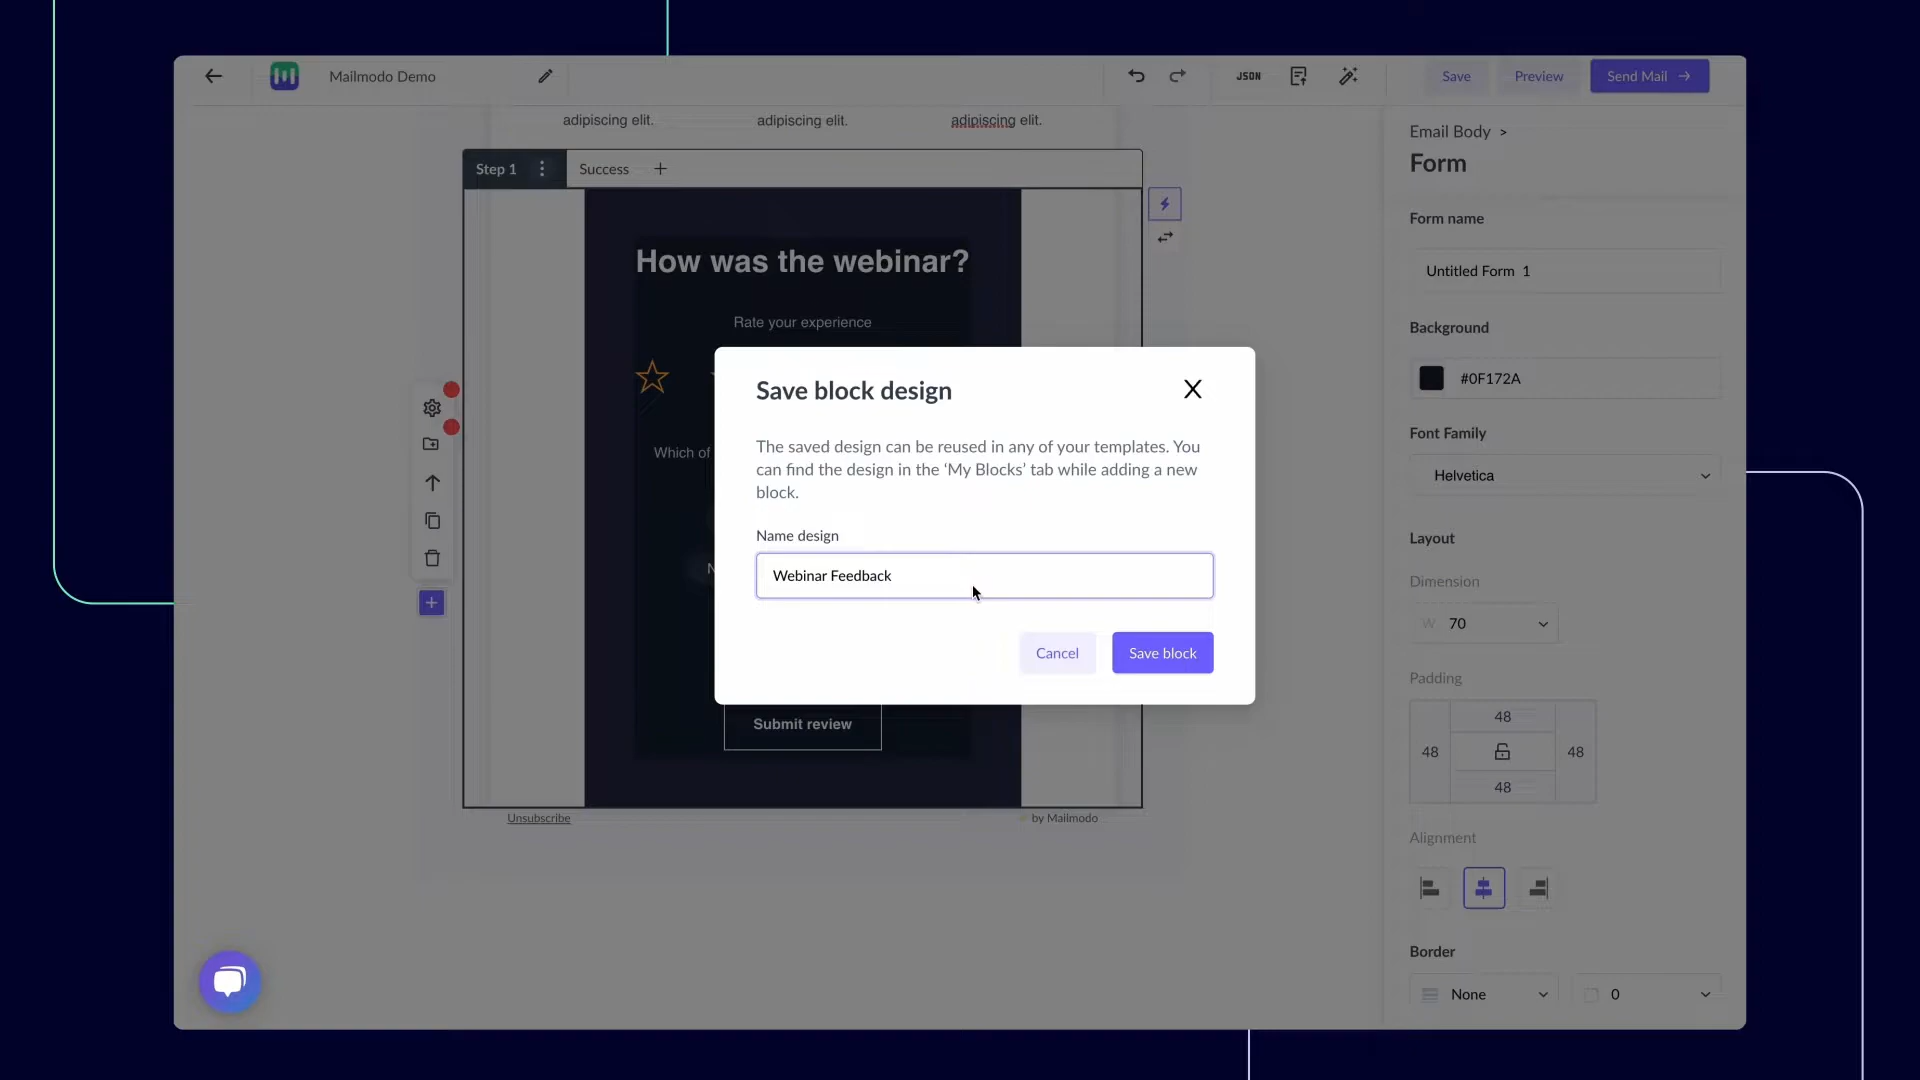 Mailmodo Demo
JSON
Save
Preview
Send Mail
adipiscing elit.
adipiscing elit.
adipiscing elit.
Step 1
Success
How was the webinar?
Rate your experience
Which of
N
Submit review
Unsubscribe
by Mailmodo
Save block design
X
The saved design can be reused in any of your templates. You
can find the design in the ‘My Blocks’ tab while adding a new
block.
Name design
Webinar Feedback
Cancel
Save block
Email Body >
Form
Form name
Untitled Form 1
Background
#0F172A
Font Family
Helvetica
Layout
Dimension
W 70
Padding
48
48
48
48
Alignment
Border
None
0